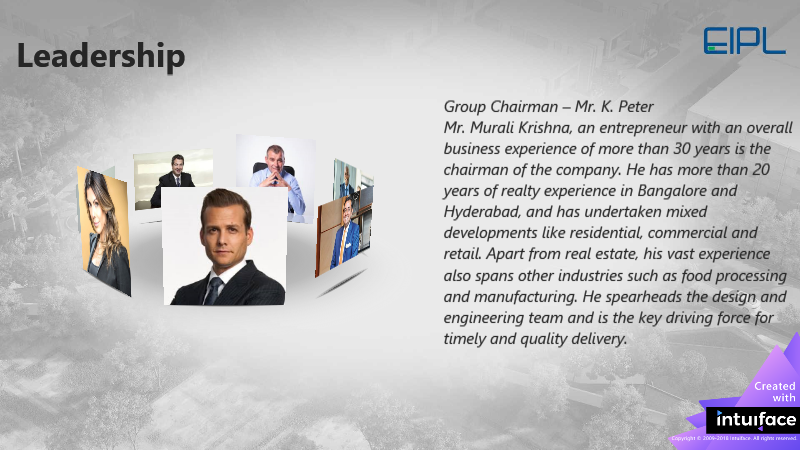 Leadership
EIPL
Group Chairman – Mr. K. Peter
Mr. Murali Krishna, an entrepreneur with an overall
business experience of more than 30 years is the
chairman of the company. He has more than 20
years of realty experience in Bangalore and
Hyderabad, and has undertaken mixed
developments like residential, commercial and
retail. Apart from real estate, his vast experience
also spans other industries such as food processing
and manufacturing. He spearheads the design and
engineering team and is the key driving force for
timely and quality delivery.
Created
with
intuiface
Copyright © 2009-2018 Intuiface. All rights reserved.